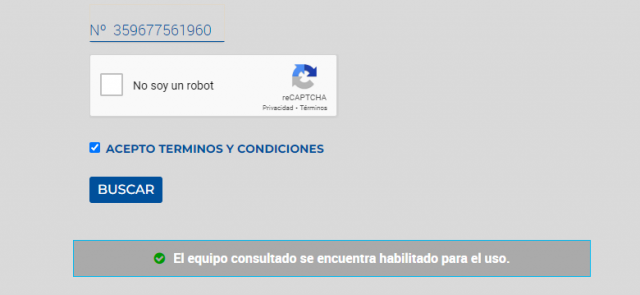 Nº 359677561960
No soy un robot
reCAPTCHA
Privacidad • Términos
ACEPTO TERMINOS Y CONDICIONES
BUSCAR
El equipo consultado se encuentra habilitado para el uso.